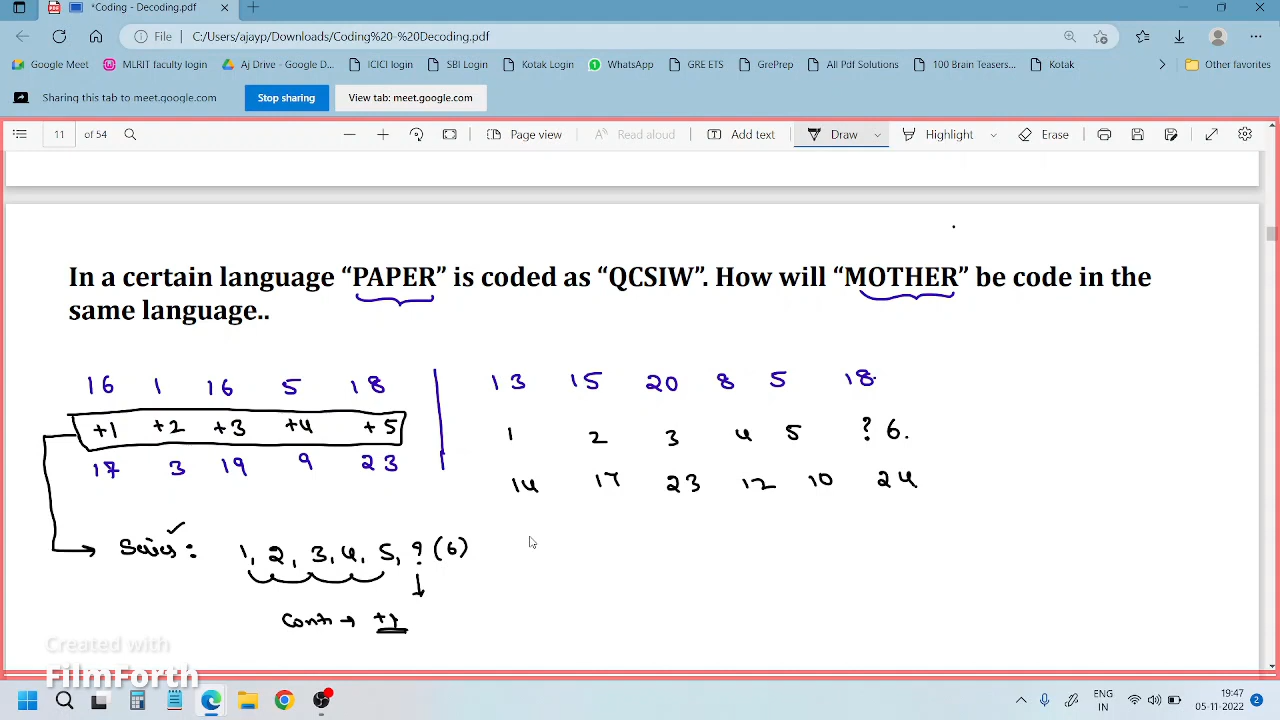 *Coding - Decoding.pdf
File C:/Users/ajayp/Downloads/Coding%20-%20Decoding.pdf
Google Meet MLRIT faculty login Aj Drive - Google D... ICICI login SBI Login Kotak Login WhatsApp GRE ETS GrePrep All Pdf Solutions 100 Brain Teasers... Kotak Other favorites
Sharing this tab to meet.google.com Stop sharing View tab: meet.google.com
11 of 54 Page view Read aloud Add text Draw Highlight Erase
In a certain language “PAPER” is coded as “QCSIW”. How will “MOTHER” be code in the
same language..
16 1 16 5 18 13 15 20 8 5 18
+1 +2 +3 +4 +5 1 2 3 4 5 ? 6.
17 3 19 9 23 14 17 23 12 10 24
Series: 1, 2, 3, 4, 5, ? (6)
+1
Created with
FilmForth
ENG
IN
19:47
05-11-2022
2